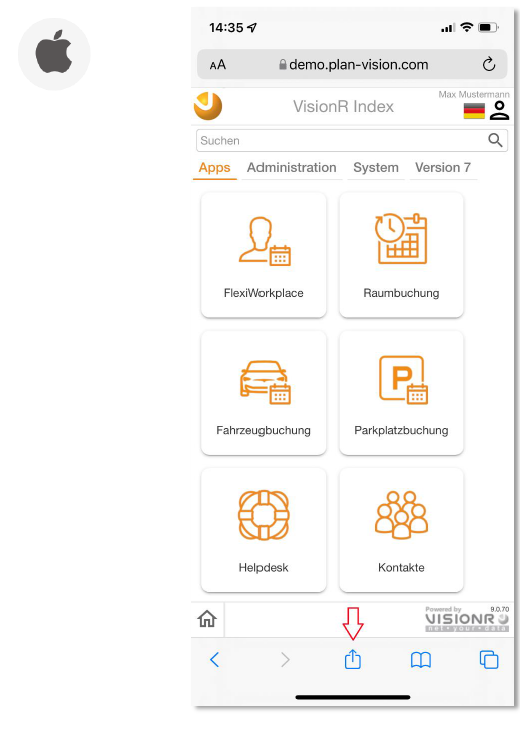 14:35
AA demo.plan-vision.com
Max Mustermann
VisionR Index
Suchen
Apps Administration System Version 7
FlexiWorkplace Raumbuchung
P
Fahrzeugbuchung Parkplatzbuchung
Helpdesk Kontakte
Powered by 9.0.70
VISIONR
net • your • data